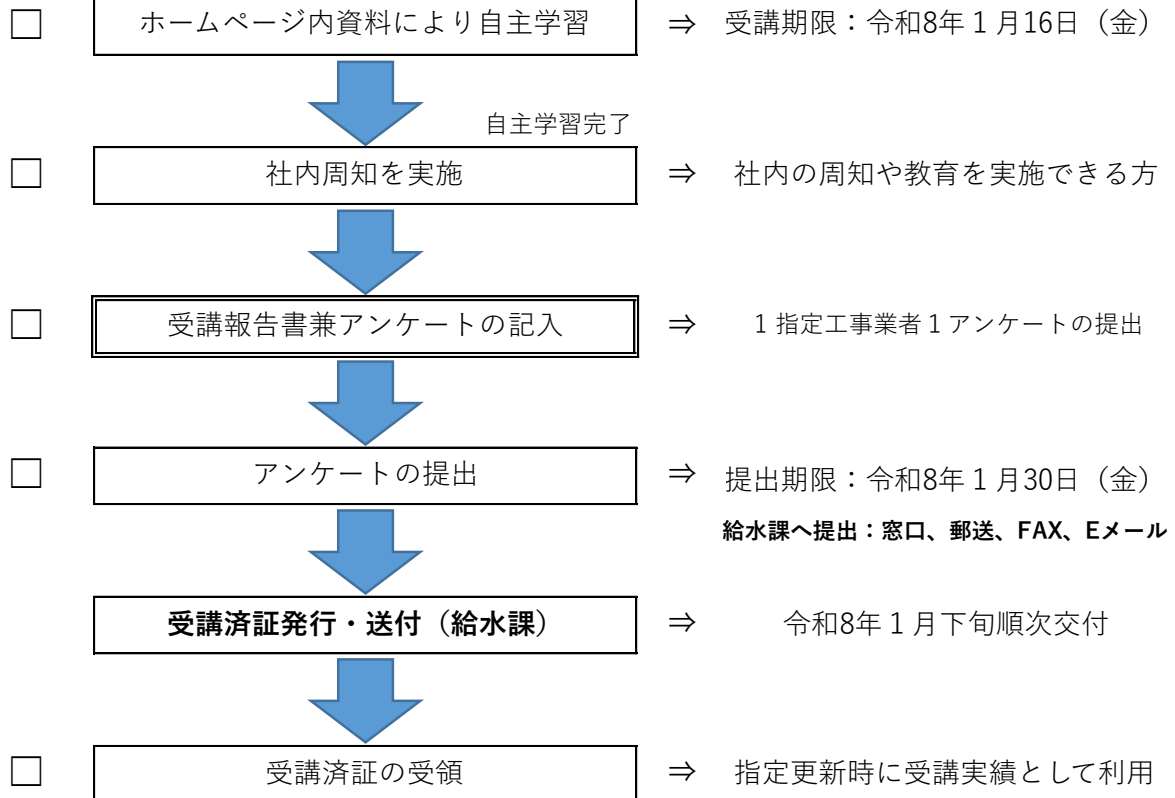 ホームページ内資料により自主学習 ⇒ 受講期限：令和8年１月16日（金）
自主学習完了
社内周知を実施 ⇒ 社内の周知や教育を実施できる方
受講報告書兼アンケートの記入 ⇒ １指定工事業者１アンケートの提出
アンケートの提出 ⇒ 提出期限：令和8年１月30日（金）
給水課へ提出：窓口、郵送、FAX、Eメール
受講済証発行・送付（給水課） ⇒ 令和8年１月下旬順次交付
受講済証の受領 ⇒ 指定更新時に受講実績として利用